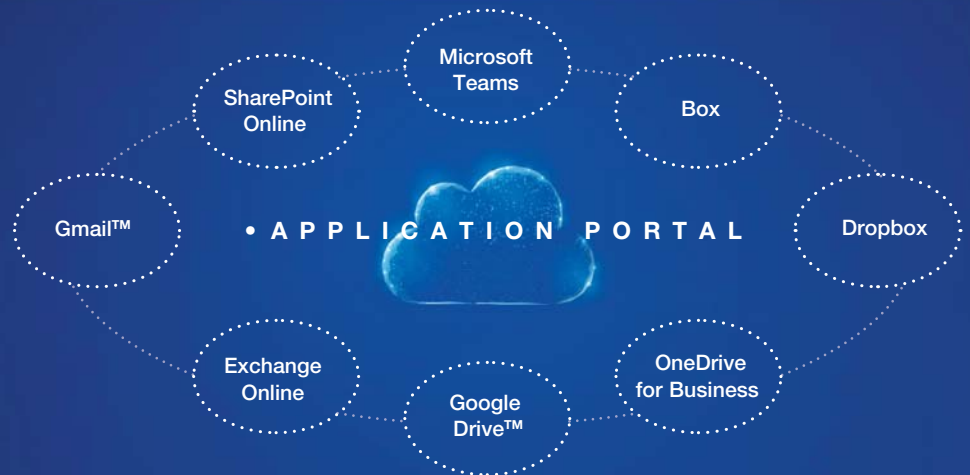 Microsoft
Teams
SharePoint
Online
Box
Gmail™
• APPLICATION PORTAL
Dropbox
Exchange
Online
OneDrive
for Business
Google
Drive™